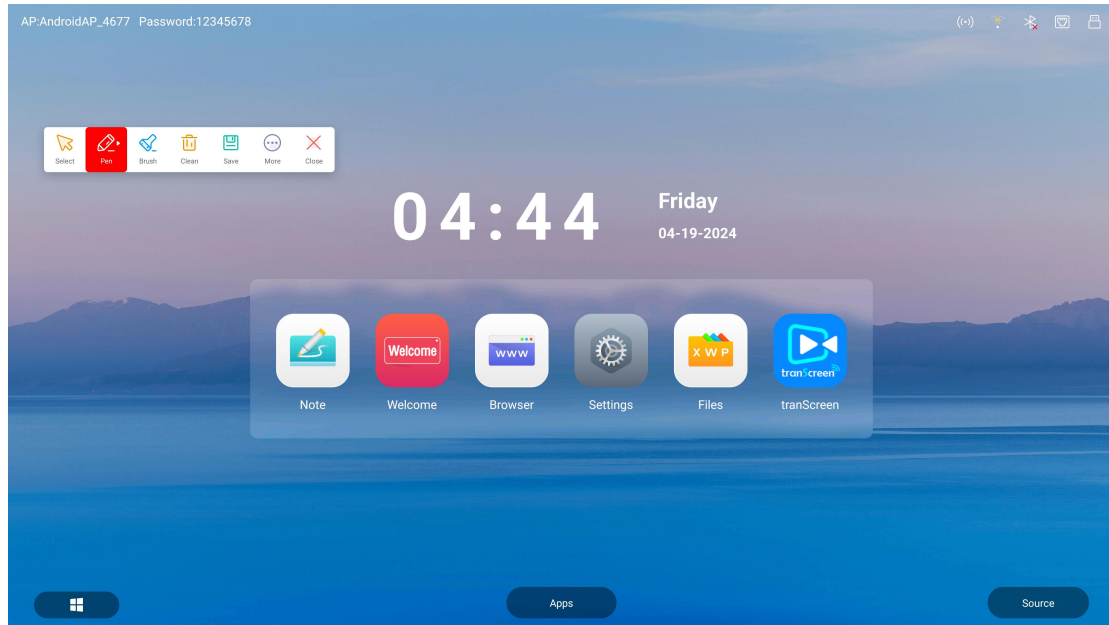 AP:AndroidAP_4677 Password:12345678
Select Pen Brush Clean Save More Close
04:44
Friday
04-19-2024
Welcome
www
X W P
tranScreen
Note Welcome Browser Settings Files tranScreen
Apps
Source